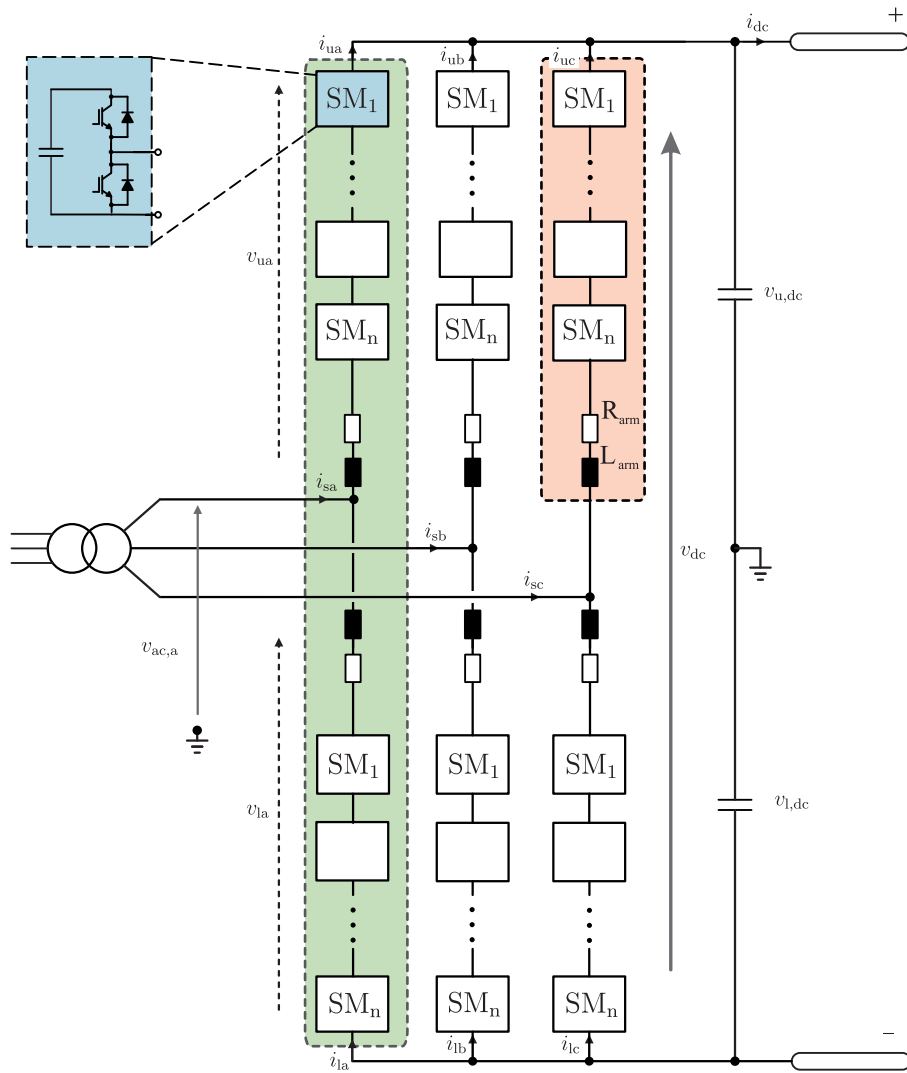 +
i_dc
i_ua
i_ub
i_uc
SM_1
SM_1
SM_1
v_ua
v_u,dc
SM_n
SM_n
SM_n
R_arm
L_arm
i_sa
i_sb
v_dc
i_sc
v_ac,a
SM_1
SM_1
SM_1
v_la
v_l,dc
SM_n
SM_n
SM_n
−
i_la
i_lb
i_lc